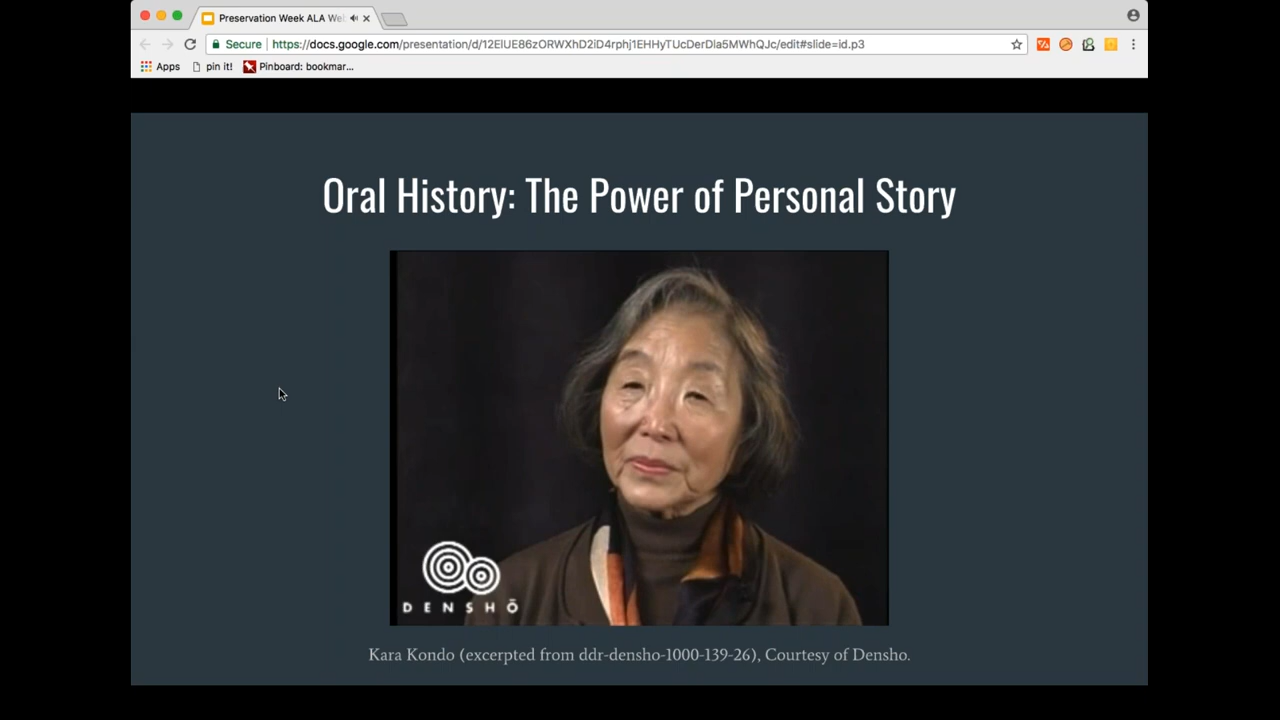 Preservation Week ALA We
Secure
https://docs.google.com/presentation/d/12ElUE86zORWXhD2iD4rphj1EHHyTUcDerDla5MWhQJc/edit#slide=id.p3
Apps
pin it!
Pinboard: bookmar...
Oral History: The Power of Personal Story
DENSHŌ
Kara Kondo (excerpted from ddr-densho-1000-139-26), Courtesy of Densho.